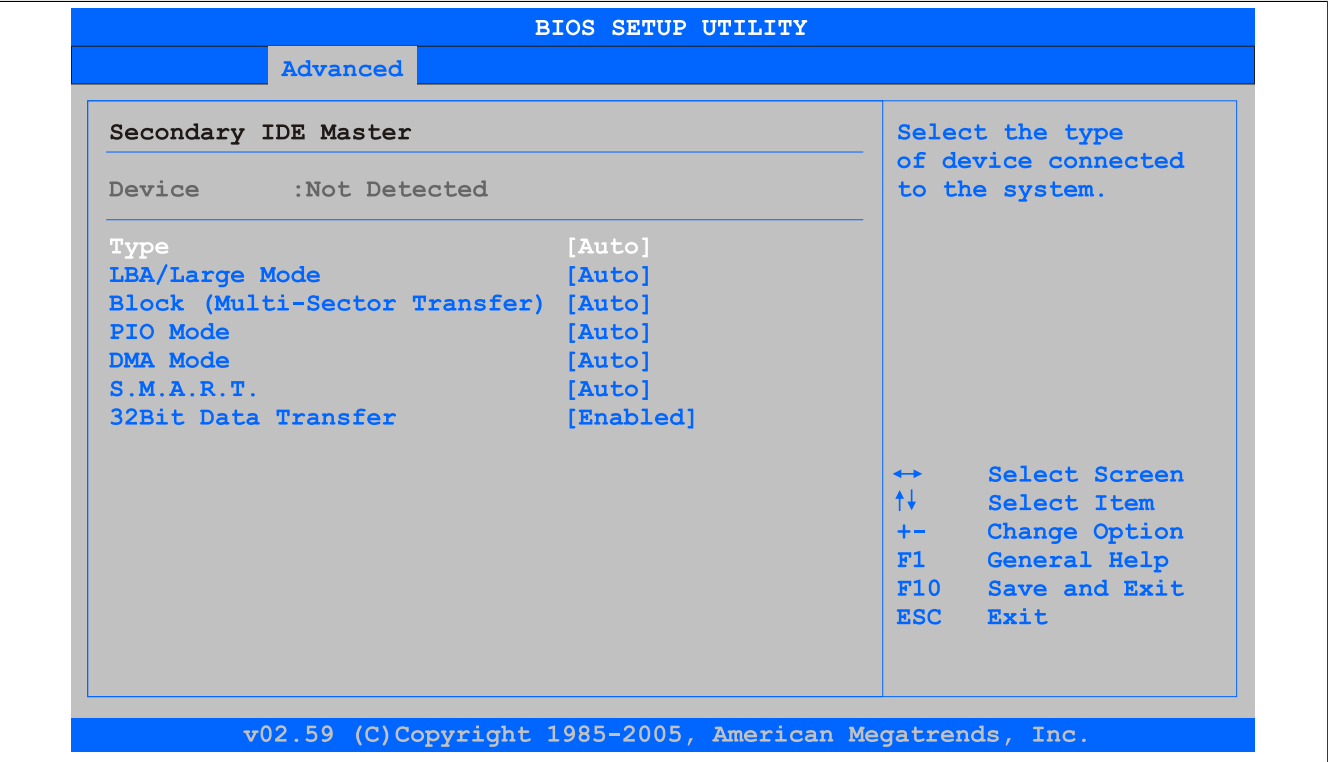 BIOS SETUP UTILITY
Advanced
Secondary IDE Master
Device :Not Detected
Type [Auto]
LBA/Large Mode [Auto]
Block (Multi-Sector Transfer) [Auto]
PIO Mode [Auto]
DMA Mode [Auto]
S.M.A.R.T. [Auto]
32Bit Data Transfer [Enabled]
Select the type
of device connected
to the system.
↔ Select Screen
↑↓ Select Item
+- Change Option
F1 General Help
F10 Save and Exit
ESC Exit
v02.59 (C)Copyright 1985-2005, American Megatrends, Inc.